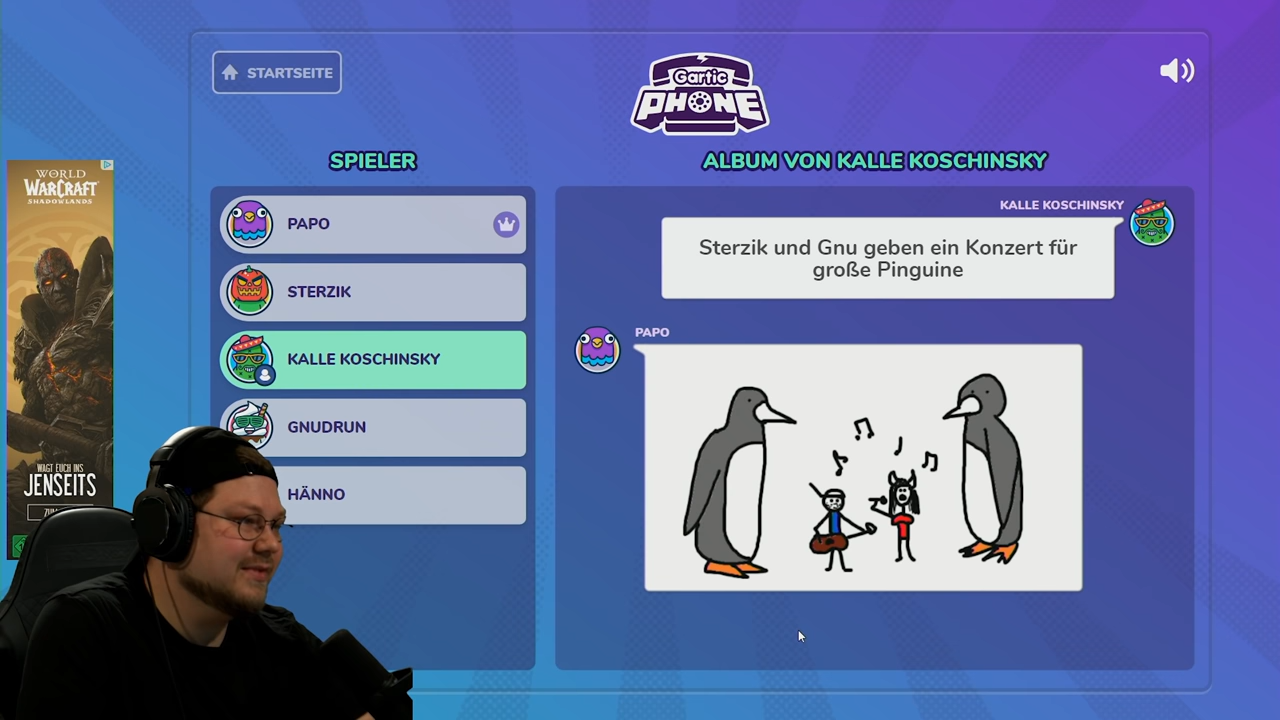 STARTSEITE
Gartic
PHONE
SPIELER
ALBUM VON KALLE KOSCHINSKY
WORLD
WARCRAFT
SHADOWLANDS
WAGT EUCH INS
JENSEITS
PAPO
STERZIK
KALLE KOSCHINSKY
GNUDRUN
HÄNNO
KALLE KOSCHINSKY
Sterzik und Gnu geben ein Konzert für
große Pinguine
PAPO